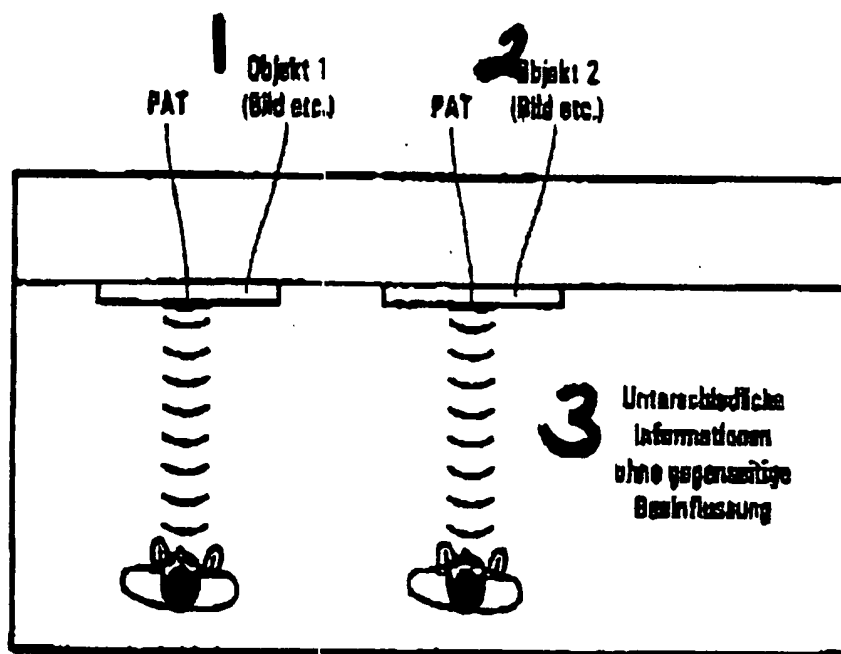 1
Objekt 1
PAT
(Bild etc.)
2
Objekt 2
PAT
(Bild etc.)
3
Unterschiedliche
Informationen
ohne gegenseitige
Beeinflussung